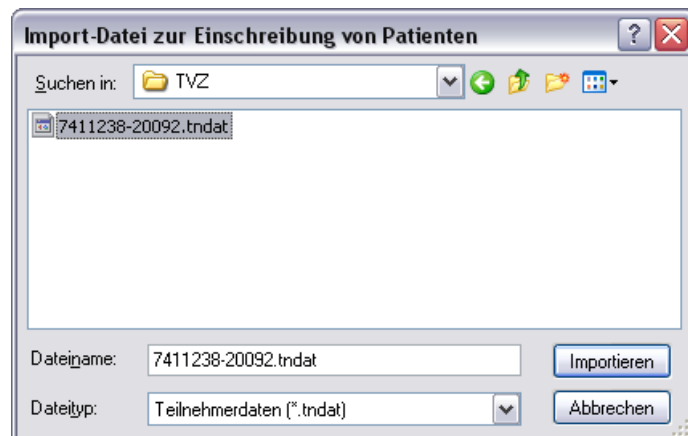 Import-Datei zur Einschreibung von Patienten
Suchen in: TVZ
7411238-20092.tndat
Dateiname: 7411238-20092.tndat Importieren
Dateityp: Teilnehmerdaten (*.tndat) Abbrechen